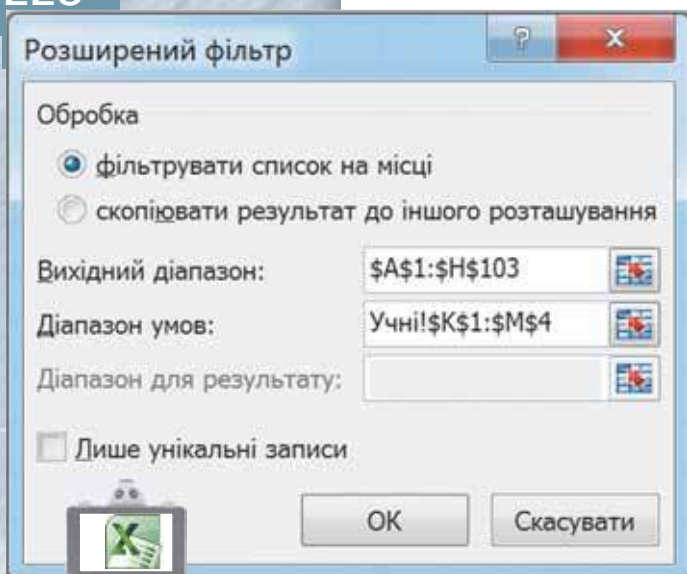 Розширений фільтр
Обробка
фільтрувати список на місці
скопіювати результат до іншого розташування
Вихідний діапазон: $A$1:$H$103
Діапазон умов: Учні!$K$1:$M$4
Діапазон для результату:
Лише унікальні записи
ОК Скасувати